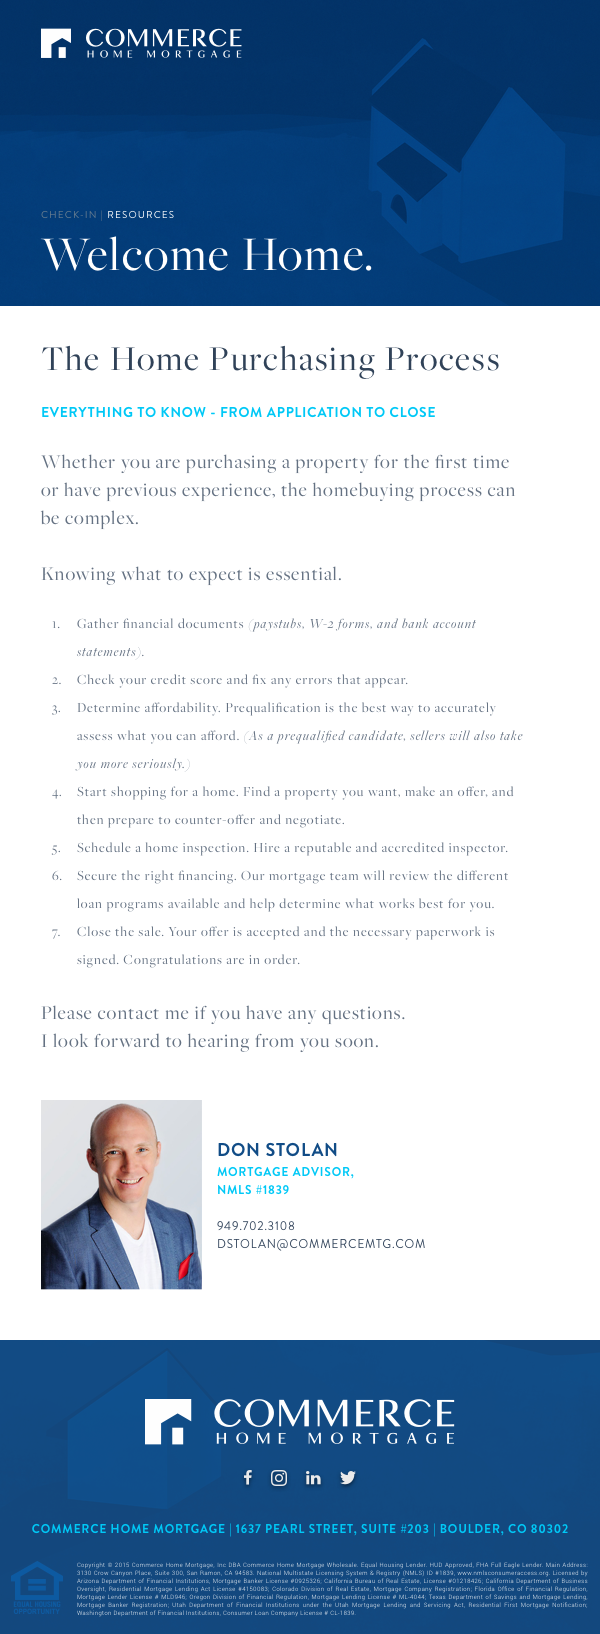 COMMERCE
HOME MORTGAGE
CHECK-IN | RESOURCES
Welcome Home.
The Home Purchasing Process
EVERYTHING TO KNOW - FROM APPLICATION TO CLOSE
Whether you are purchasing a property for the first time
or have previous experience, the homebuying process can
be complex.
Knowing what to expect is essential.
1. Gather financial documents (paystubs, W-2 forms, and bank account
statements).
2. Check your credit score and fix any errors that appear.
3. Determine affordability. Prequalification is the best way to accurately
assess what you can afford. (As a prequalified candidate, sellers will also take
you more seriously.)
4. Start shopping for a home. Find a property you want, make an offer, and
then prepare to counter-offer and negotiate.
5. Schedule a home inspection. Hire a reputable and accredited inspector.
6. Secure the right financing. Our mortgage team will review the different
loan programs available and help determine what works best for you.
7. Close the sale. Your offer is accepted and the necessary paperwork is
signed. Congratulations are in order.
Please contact me if you have any questions.
I look forward to hearing from you soon.
DON STOLAN
MORTGAGE ADVISOR,
NMLS #1839
949.702.3108
DSTOLAN@COMMERCEMTG.COM
COMMERCE
HOME MORTGAGE
COMMERCE HOME MORTGAGE | 1637 PEARL STREET, SUITE #203 | BOULDER, CO 80302
Copyright © 2015 Commerce Home Mortgage, Inc DBA Commerce Home Mortgage Wholesale. Equal Housing Lender. HUD Approved, FHA Full Eagle Lender. Main Address:
3130 Crow Canyon Place, Suite 300, San Ramon, CA 94583. National Multistate Licensing System & Registry (NMLS) ID #1839, www.nmlsconsumeraccess.org. Licensed by
Arizona Department of Financial Institutions, Mortgage Banker License #0925326; California Bureau of Real Estate, License #01218426; California Department of Business
Oversight, Residential Mortgage Lending Act License #4150083; Colorado Division of Real Estate, Mortgage Company Registration; Florida Office of Financial Regulation,
Mortgage Lender License # MLD946; Oregon Division of Financial Regulation, Mortgage Lending License # ML-4044; Texas Department of Savings and Mortgage Lending,
Mortgage Banker Registration; Utah Department of Financial Institutions under the Utah Mortgage Lending and Servicing Act, Residential First Mortgage Notification;
Washington Department of Financial Institutions, Consumer Loan Company License # CL-1839.
EQUAL HOUSING
OPPORTUNITY